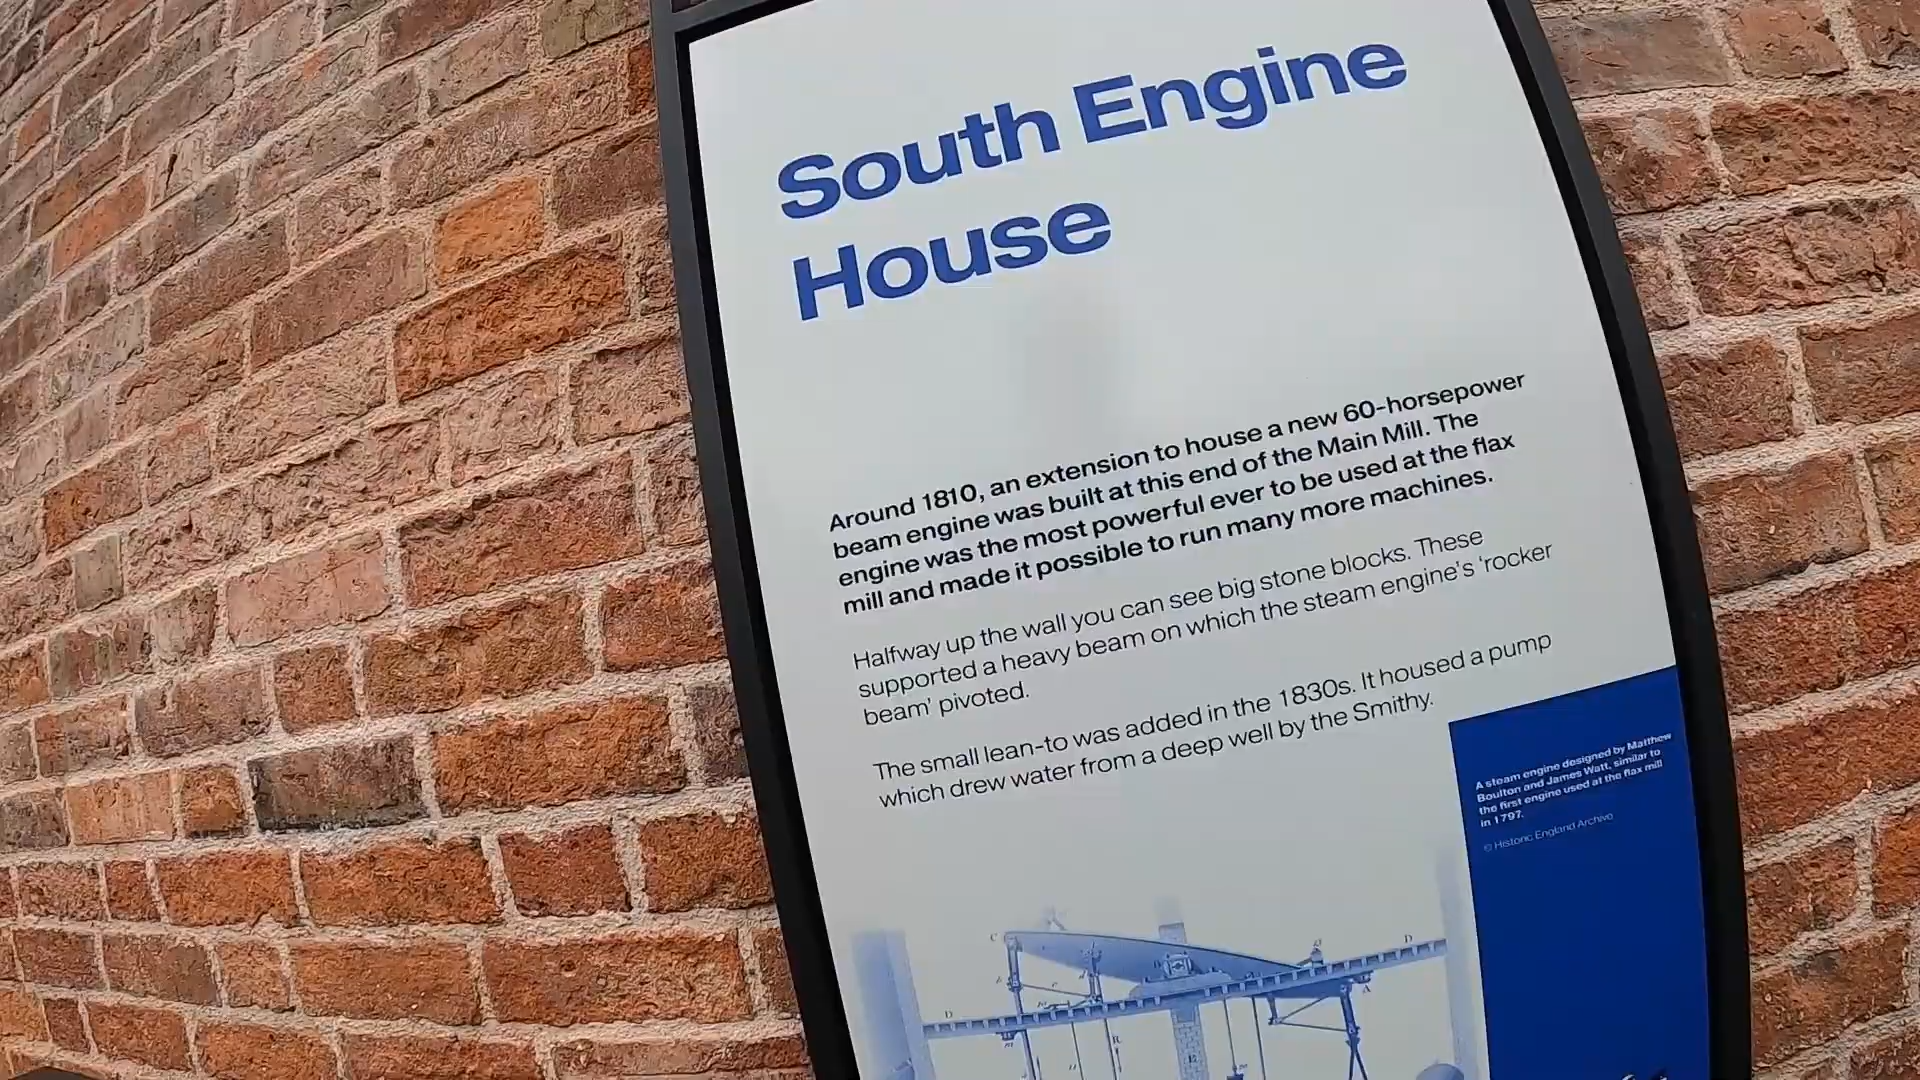 South Engine
House
Around 1810, an extension to house a new 60-horsepower
beam engine was built at this end of the Main Mill. The
engine was the most powerful ever to be used at the flax
mill and made it possible to run many more machines.
Halfway up the wall you can see big stone blocks. These
supported a heavy beam on which the steam engine's 'rocker
beam' pivoted.
The small lean-to was added in the 1830s. It housed a pump
which drew water from a deep well by the Smithy.
A steam engine designed by Matthew
Boulton and James Watt, similar to
the first engine used at the flax mill
in 1797.
© Historic England Archive
C
D
D
A
R
E